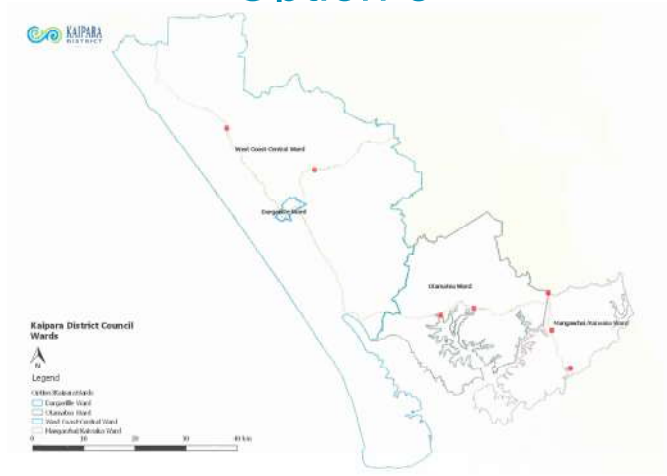 KAIPARA
DISTRICT
West Coast-Central Ward
Dargaville Ward
Otamatea Ward
Mangawhai /Kaiwaka Ward
Kaipara District Council
Wards
N
Legend
Dargaville Ward
Otamatea Ward
West Coast-Central Ward
Mangawhai/Kaiwaka Ward
0 10 20 30 40 km